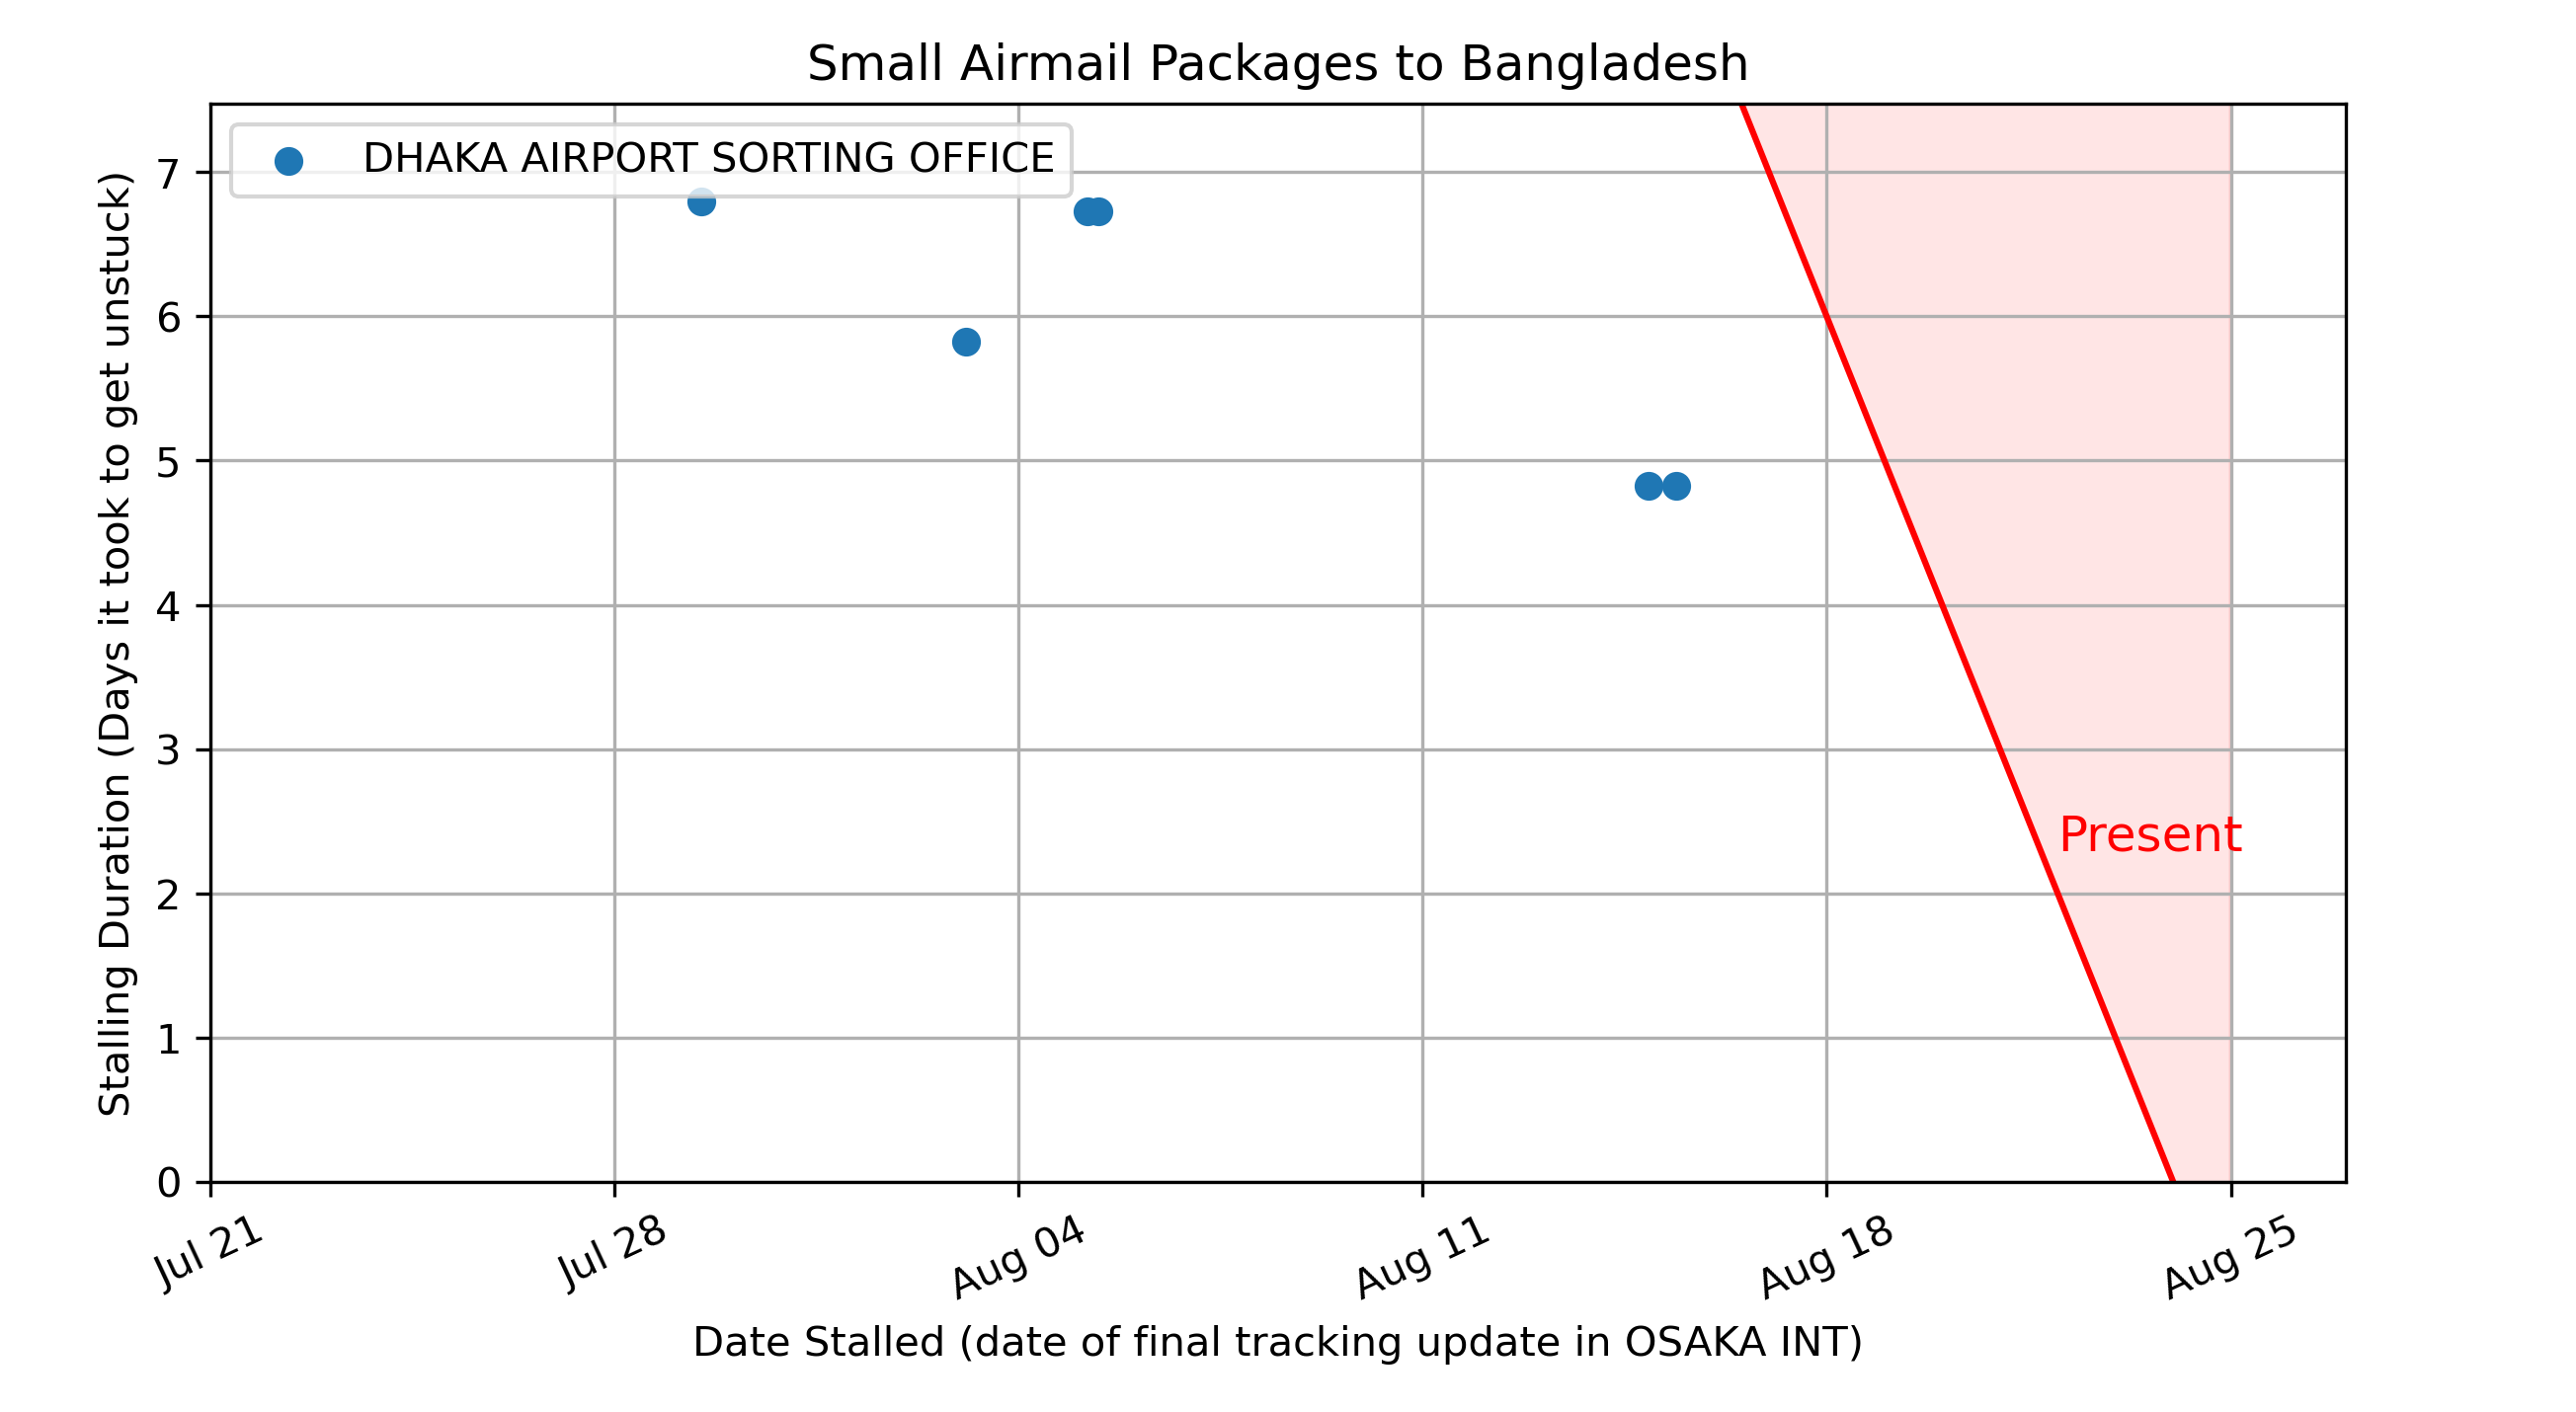 Small Airmail Packages to Bangladesh
DHAKA AIRPORT SORTING OFFICE
Stalling Duration (Days it took to get unstuck)
7
6
5
4
3
2
1
0
Present
Jul 21
Jul 28
Aug 04
Aug 11
Aug 18
Aug 25
Date Stalled (date of final tracking update in OSAKA INT)